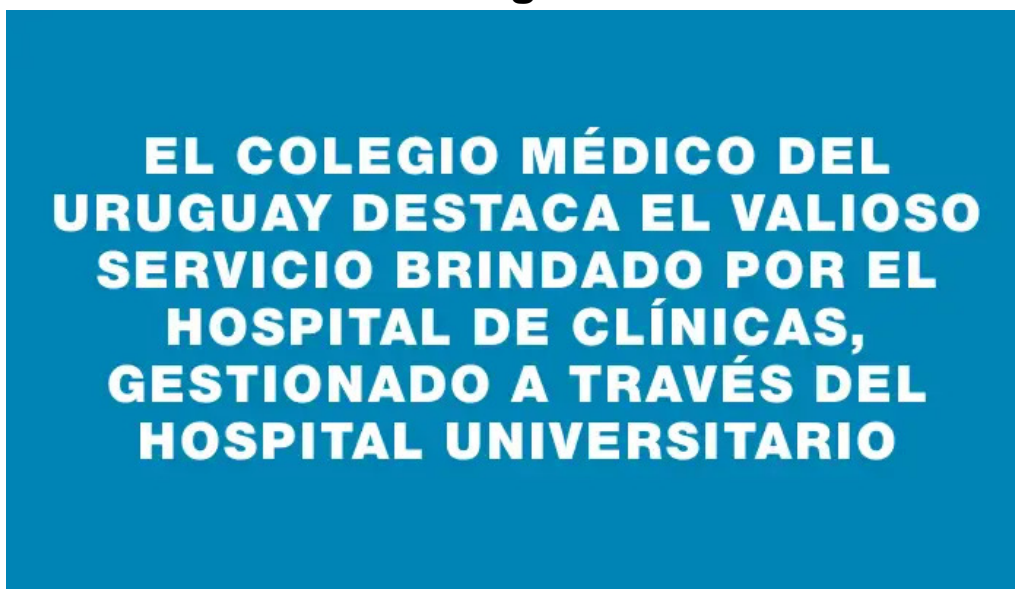 EL COLEGIO MÉDICO DEL
URUGUAY DESTACA EL VALIOSO
SERVICIO BRINDADO POR EL
HOSPITAL DE CLÍNICAS,
GESTIONADO A TRAVÉS DEL
HOSPITAL UNIVERSITARIO